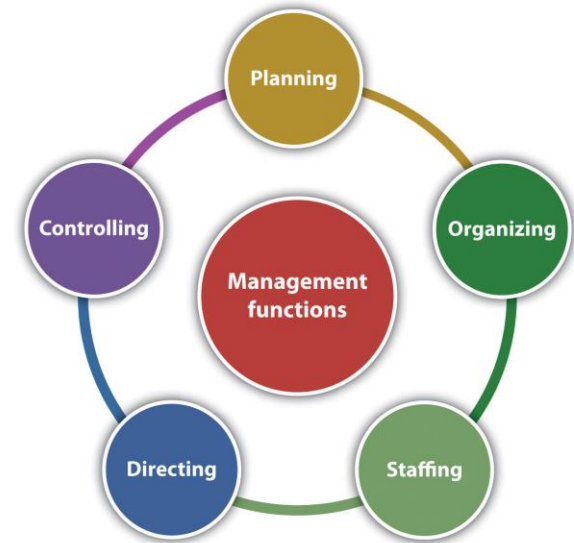 Planning
Organizing
Staffing
Directing
Controlling
Management
functions